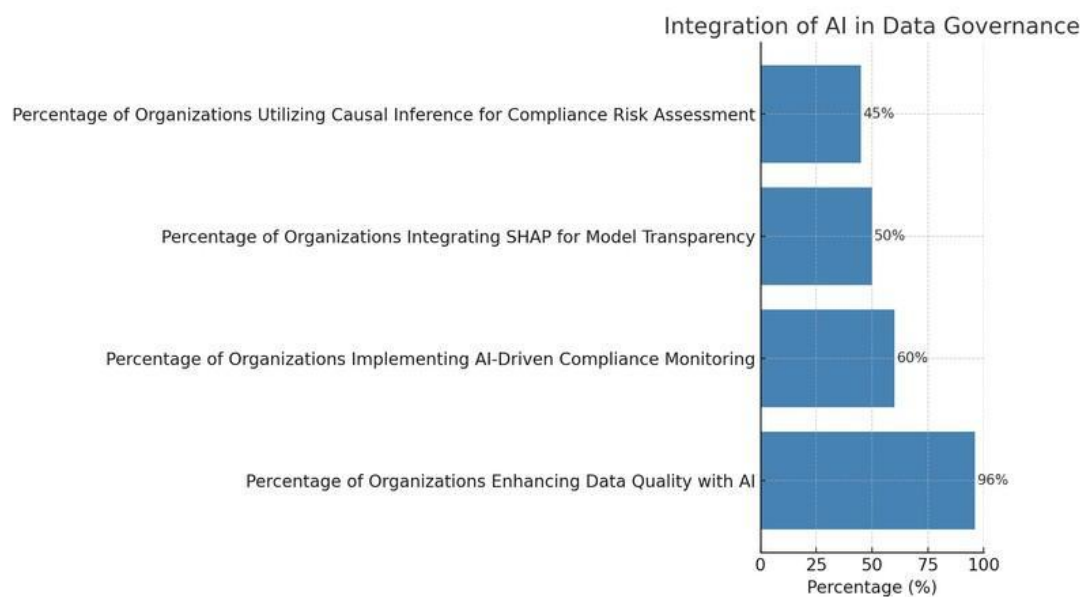 Integration of AI in Data Governance
Percentage of Organizations Utilizing Causal Inference for Compliance Risk Assessment
45%
Percentage of Organizations Integrating SHAP for Model Transparency
50%
Percentage of Organizations Implementing AI-Driven Compliance Monitoring
60%
Percentage of Organizations Enhancing Data Quality with AI
96%
0 25 50 75 100
Percentage (%)